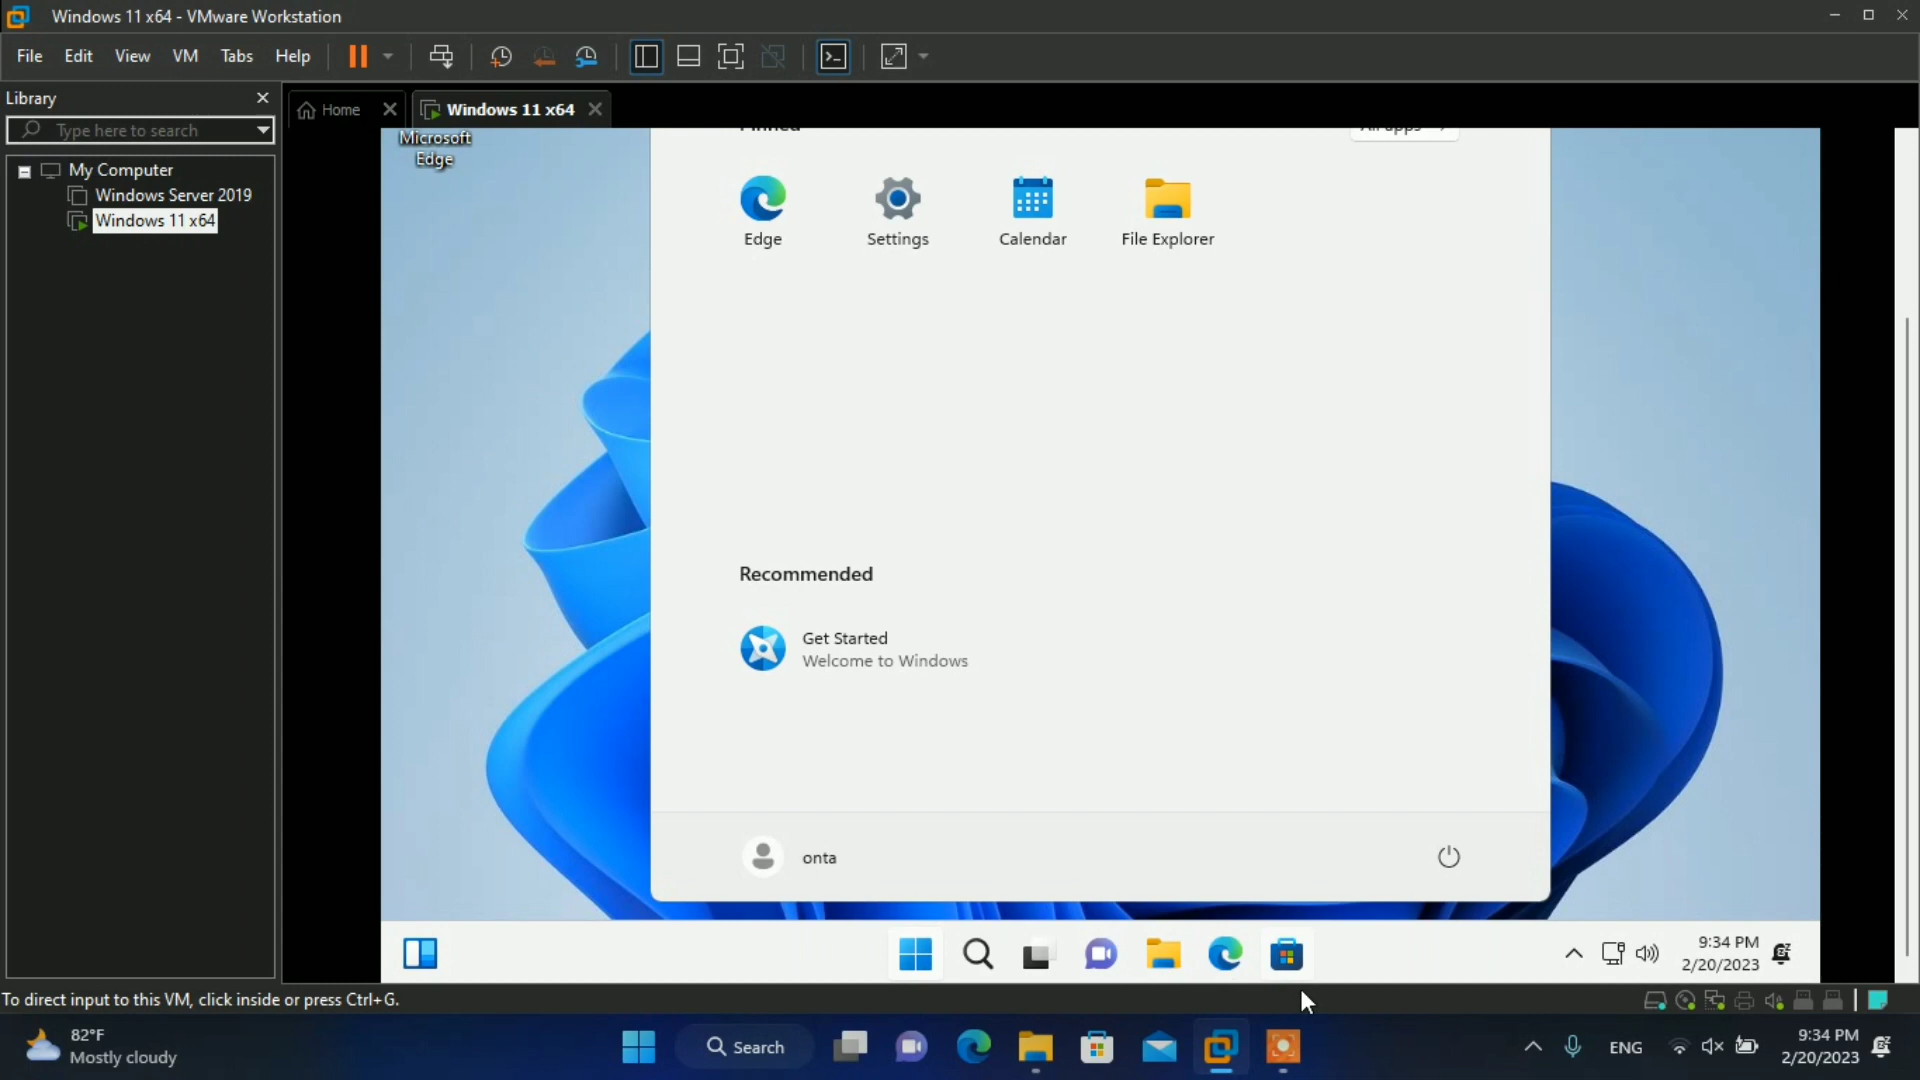 Windows 11 x64 - VMware Workstation
File Edit View VM Tabs Help
Library
Type here to search
My Computer
Windows Server 2019
Windows 11 x64
Home
Windows 11 x64
Microsoft
Edge
Pinned
All apps
Edge
Settings
Calendar
File Explorer
Recommended
Get Started
Welcome to Windows
onta
9:34 PM
2/20/2023
To direct input to this VM, click inside or press Ctrl+G.
82°F
Mostly cloudy
Search
ENG
9:34 PM
2/20/2023